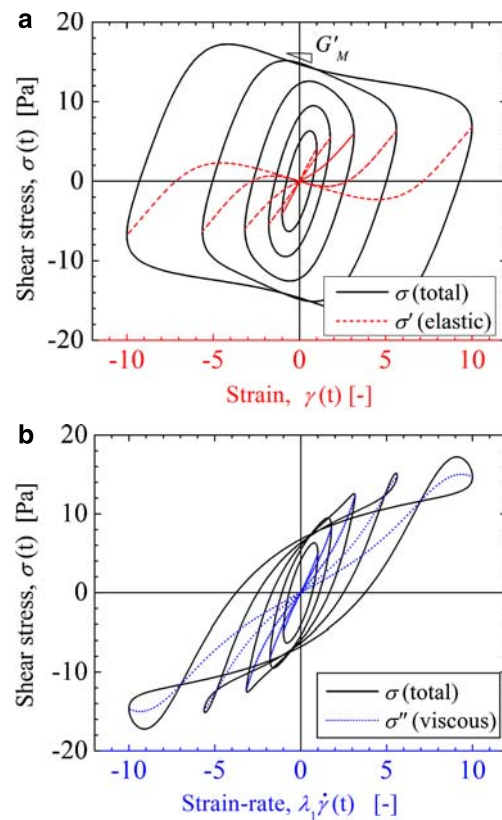 a
G'_M
20
10
0
-10
-20
Shear stress, σ(t) [Pa]
σ (total)
σ' (elastic)
-10 -5 0 5 10
Strain, γ(t) [-]
b
20
10
0
-10
-20
Shear stress, σ(t) [Pa]
σ (total)
σ'' (viscous)
-10 -5 0 5 10
Strain-rate, λ₁γ̇(t) [-]